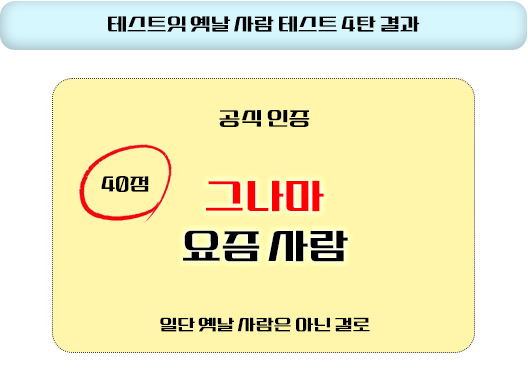 테스트익 옛날 사람 테스트 4탄 결과
공식 인증
40점
그나마
요즘 사람
일단 옛날 사람은 아닌 걸로